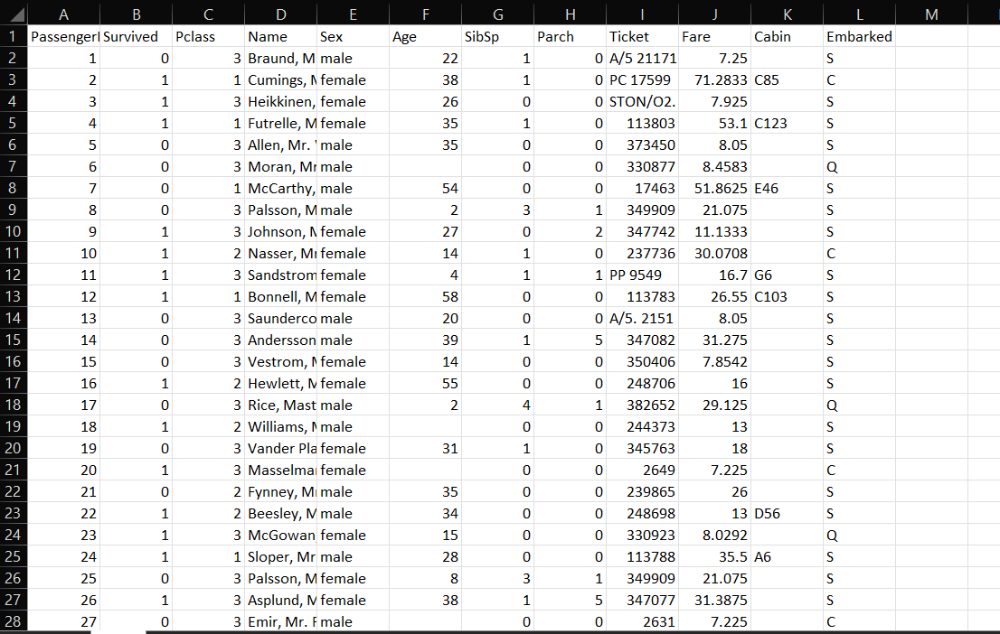 A B C D E F G H I J K L M
1 Passenger Survived Pclass Name Sex Age SibSp Parch Ticket Fare Cabin Embarked
2 1 0 3 Braund, M male 22 1 0 A/5 21171 7.25 S
3 2 1 1 Cumings, female 38 1 0 PC 17599 71.2833 C85 C
4 3 1 3 Heikkinen, female 26 0 0 STON/O2. 7.925 S
5 4 1 1 Futrelle, M female 35 1 0 113803 53.1 C123 S
6 5 0 3 Allen, Mr. male 35 0 0 373450 8.05 S
7 6 0 3 Moran, Mr male 0 0 330877 8.4583 Q
8 7 0 1 McCarthy, male 54 0 0 17463 51.8625 E46 S
9 8 0 3 Palsson, M male 2 3 1 349909 21.075 S
10 9 1 3 Johnson, M female 27 0 2 347742 11.1333 S
11 10 1 2 Nasser, Mr female 14 1 0 237736 30.0708 C
12 11 1 3 Sandstrom female 4 1 1 PP 9549 16.7 G6 S
13 12 1 1 Bonnell, M female 58 0 0 113783 26.55 C103 S
14 13 0 3 Saunderco male 20 0 0 A/5. 2151 8.05 S
15 14 0 3 Andersson male 39 1 5 347082 31.275 S
16 15 0 3 Vestrom, female 14 0 0 350406 7.8542 S
17 16 1 2 Hewlett, M female 55 0 0 248706 16 S
18 17 0 3 Rice, Mast male 2 4 1 382652 29.125 Q
19 18 1 2 Williams, male 0 0 244373 13 S
20 19 0 3 Vander Pla female 31 1 0 345763 18 S
21 20 1 3 Masselma female 0 0 2649 7.225 C
22 21 0 2 Fynney, M male 35 0 0 239865 26 S
23 22 1 2 Beesley, M male 34 0 0 248698 13 D56 S
24 23 1 3 McGowan female 15 0 0 330923 8.0292 Q
25 24 1 1 Sloper, Mr male 28 0 0 113788 35.5 A6 S
26 25 0 3 Palsson, M female 8 3 1 349909 21.075 S
27 26 1 3 Asplund, M female 38 1 5 347077 31.3875 S
28 27 0 3 Emir, Mr. F male 0 0 2631 7.225 C